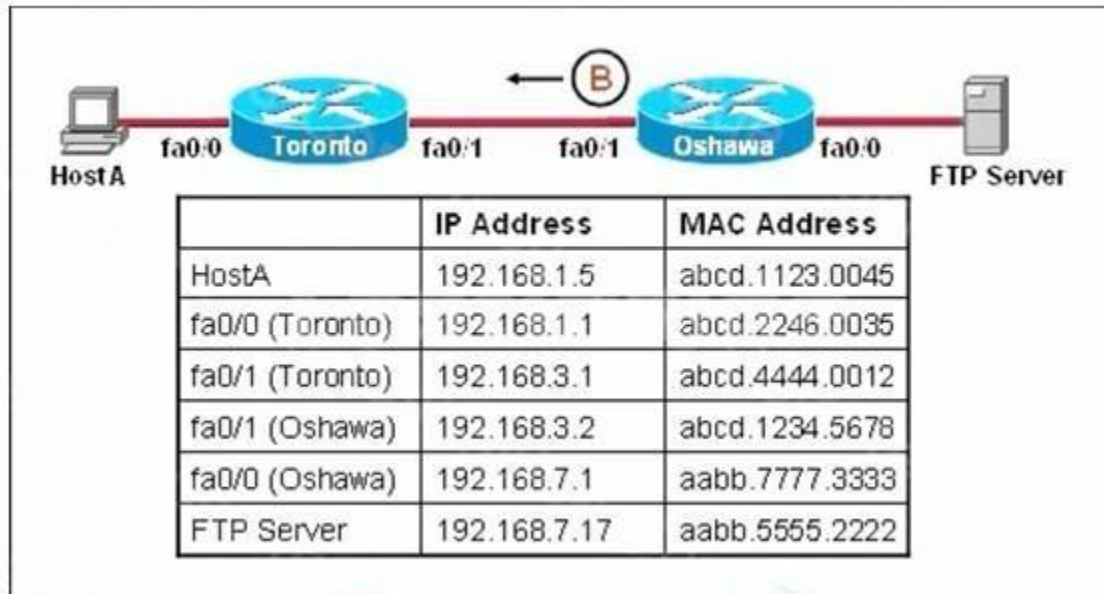 B
fa0/0 Toronto fa0/1 fa0/1 Oshawa fa0/0
HostA FTP Server
IP Address MAC Address
HostA 192.168.1.5 abcd.1123.0045
fa0/0 (Toronto) 192.168.1.1 abcd.2246.0035
fa0/1 (Toronto) 192.168.3.1 abcd.4444.0012
fa0/1 (Oshawa) 192.168.3.2 abcd.1234.5678
fa0/0 (Oshawa) 192.168.7.1 aabb.7777.3333
FTP Server 192.168.7.17 aabb.5555.2222